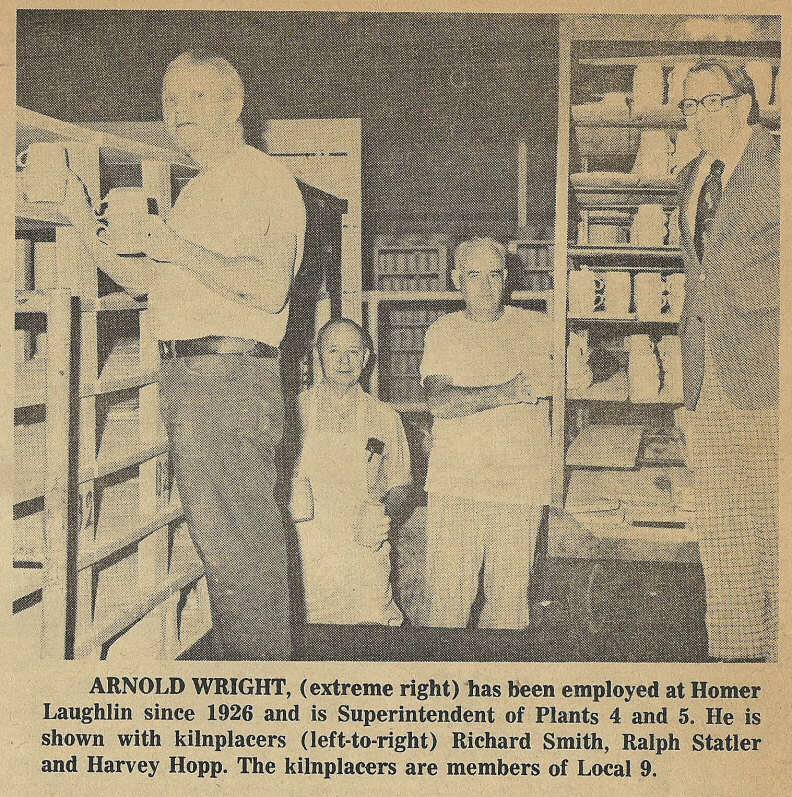 ARNOLD WRIGHT, (extreme right) has been employed at Homer
Laughlin since 1926 and is Superintendent of Plants 4 and 5. He is
shown with kilnplacers (left-to-right) Richard Smith, Ralph Statler
and Harvey Hopp. The kilnplacers are members of Local 9.